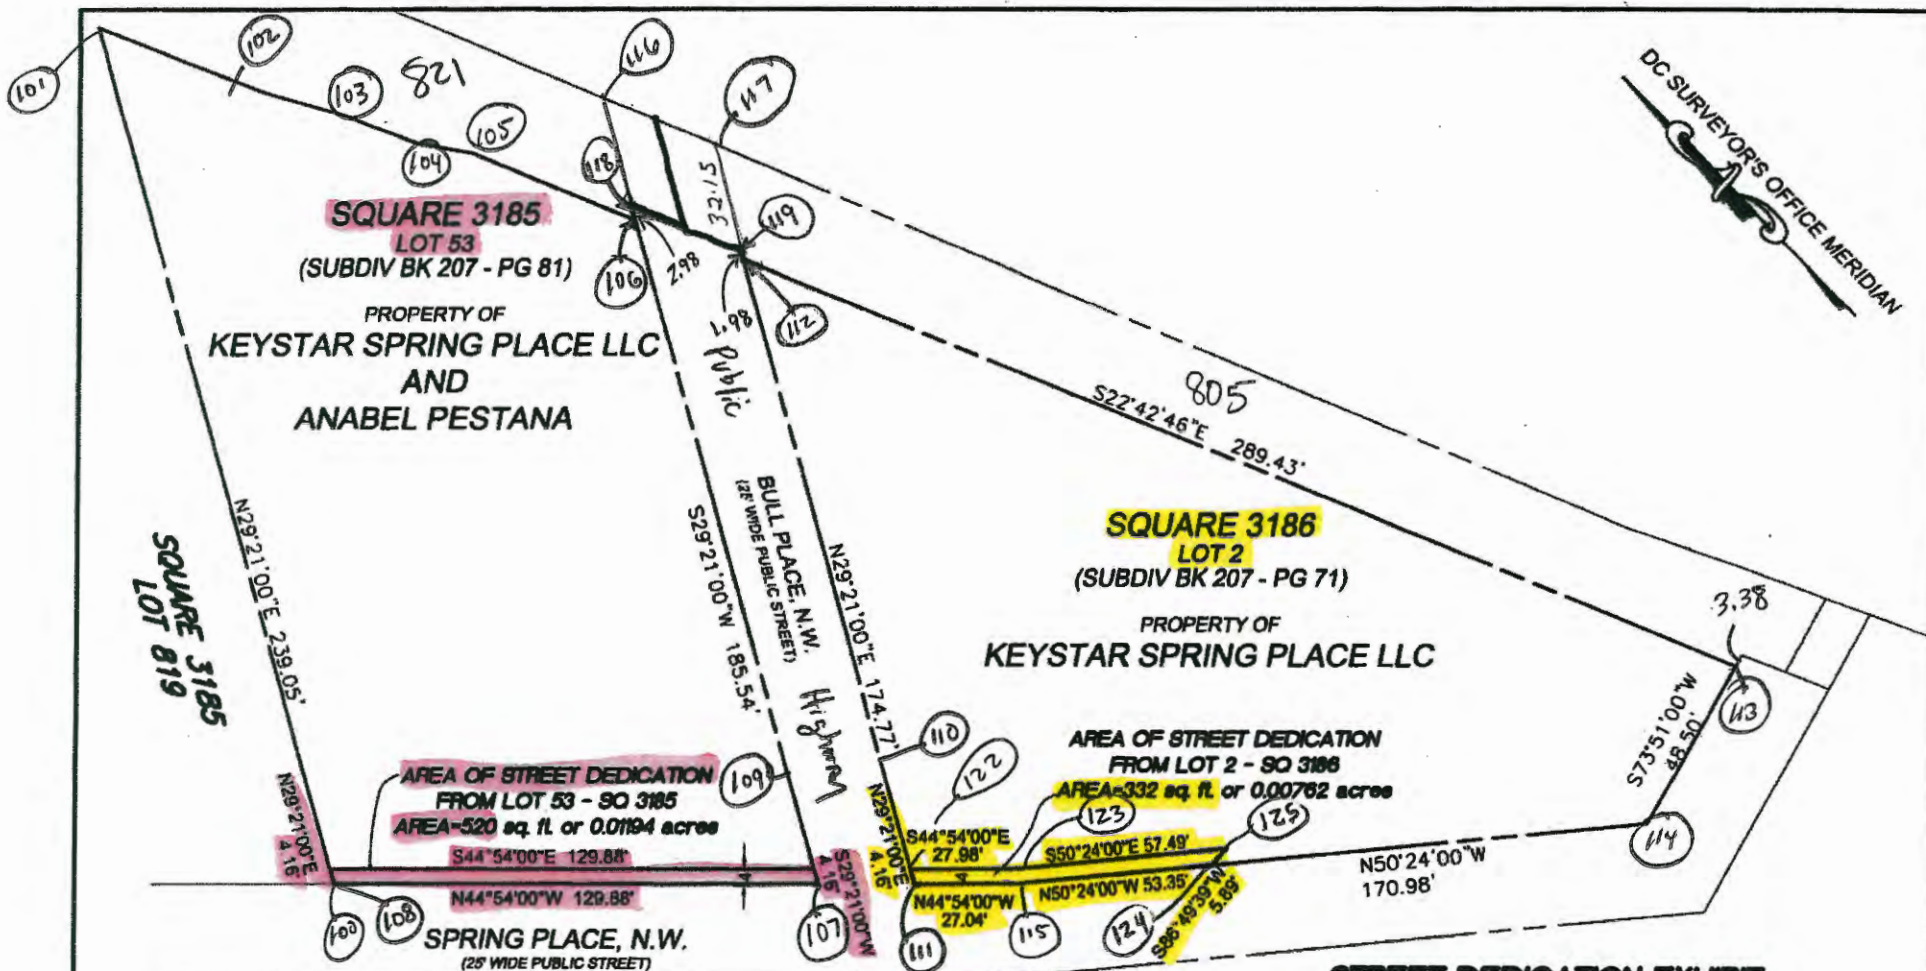 101
102
103
821
104
105
116
117
118
32.15
119
106
2.98
1.98
112
DC SURVEYOR'S OFFICE MERIDIAN
SQUARE 3185
LOT 53
(SUBDIV BK 207 - PG 81)
PROPERTY OF
KEYSTAR SPRING PLACE LLC
AND
ANABEL PESTANA
Public
805
S22°42'46"E 289.43'
BULL PLACE, N.W.
(25' WIDE PUBLIC STREET)
Highway
SQUARE 3186
LOT 2
(SUBDIV BK 207 - PG 71)
PROPERTY OF
KEYSTAR SPRING PLACE LLC
N29°21'00"E 239.05'
SQUARE 3185
LOT 819
S29°21'00"W 185.54'
N29°21'00"E 174.77'
3.38
113
S73°51'00"W
48.50'
AREA OF STREET DEDICATION
FROM LOT 53 - SQ 3185
AREA=520 sq. ft. or 0.01194 acres
109
110
122
AREA OF STREET DEDICATION
FROM LOT 2 - SQ 3186
AREA=332 sq. ft. or 0.00762 acres
123
125
114
N29°21'00"E
4.16'
S44°54'00"E 129.88'
4'
N44°54'00"W 129.88'
S29°21'00"W
4.16'
N29°21'00"E
4.16'
S44°54'00"E
27.98'
S50°24'00"E 57.49'
4'
N50°24'00"W 53.35'
N44°54'00"W
27.04'
S86°49'39"W
5.89'
N50°24'00"W
170.98'
108
107
111
115
124
SPRING PLACE, N.W.
(25' WIDE PUBLIC STREET)
STREET DEDICATION EXHIBIT